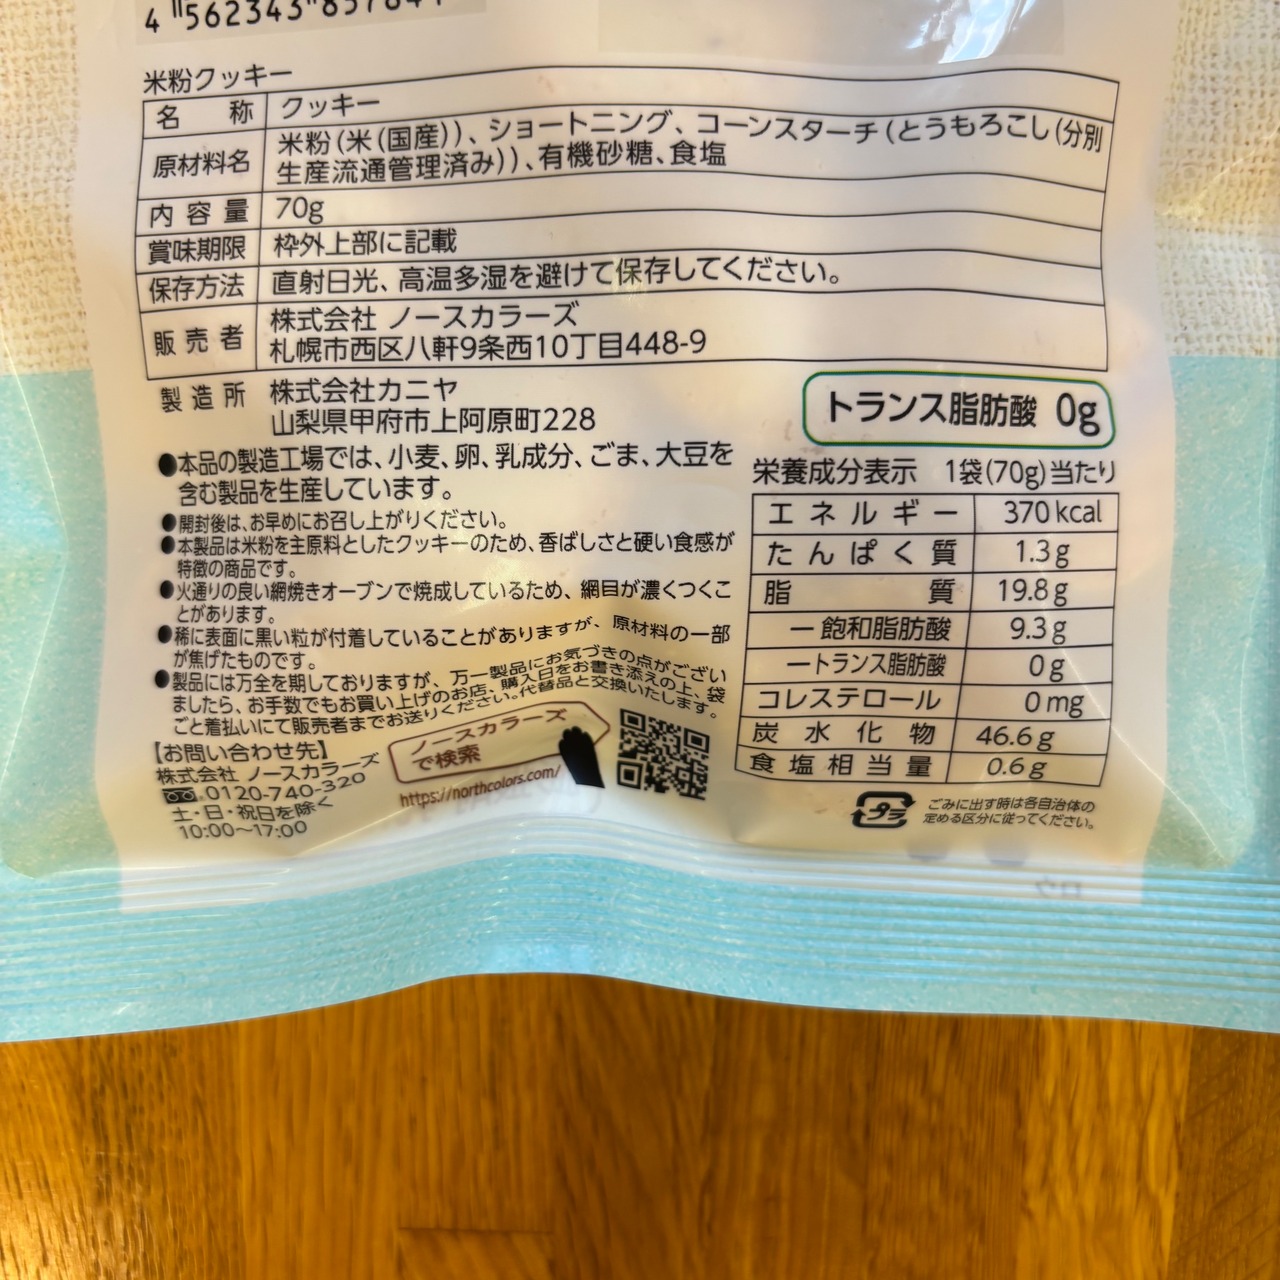 米粉クッキー
名称 クッキー
原材料名 米粉(米(国産))、ショートニング、コーンスターチ(とうもろこし(分別
生産流通管理済み))、有機砂糖、食塩
内容量 70g
賞味期限 枠外上部に記載
保存方法 直射日光、高温多湿を避けて保存してください。
販売者 株式会社 ノースカラーズ
札幌市西区八軒9条西10丁目448-9
製造所 株式会社カニヤ
山梨県甲府市上阿原町228
●本品の製造工場では、小麦、卵、乳成分、ごま、大豆を
含む製品を生産しています。
●開封後は、お早めにお召し上がりください。
●本製品は米粉を主原料としたクッキーのため、香ばしさと硬い食感が
特徴の商品です。
●火通りの良い網焼きオーブンで焼成しているため、網目が濃くつくこ
とがあります。
●稀に表面に黒い粒が付着していることがありますが、原材料の一部
が焦げたものです。
●製品には万全を期しておりますが、万一製品にお気づきの点がござい
ましたら、お手数でもお買い上げのお店、購入日をお書き添えの上、袋
ごと着払いにて販売者までお送りください。代替品と交換いたします。
【お問い合わせ先】
株式会社 ノースカラーズ
0120-740-320
土・日・祝日を除く
10:00〜17:00
ノースカラーズ
で検索
https://northcolors.com/
トランス脂肪酸 0g
栄養成分表示 1袋(70g)当たり
エネルギー 370kcal
たんぱく質 1.3g
脂質 19.8g
ー飽和脂肪酸 9.3g
ートランス脂肪酸 0g
コレステロール 0mg
炭水化物 46.6g
食塩相当量 0.6g
プラ
ごみに出す時は各自治体の
定める区分に従ってください。